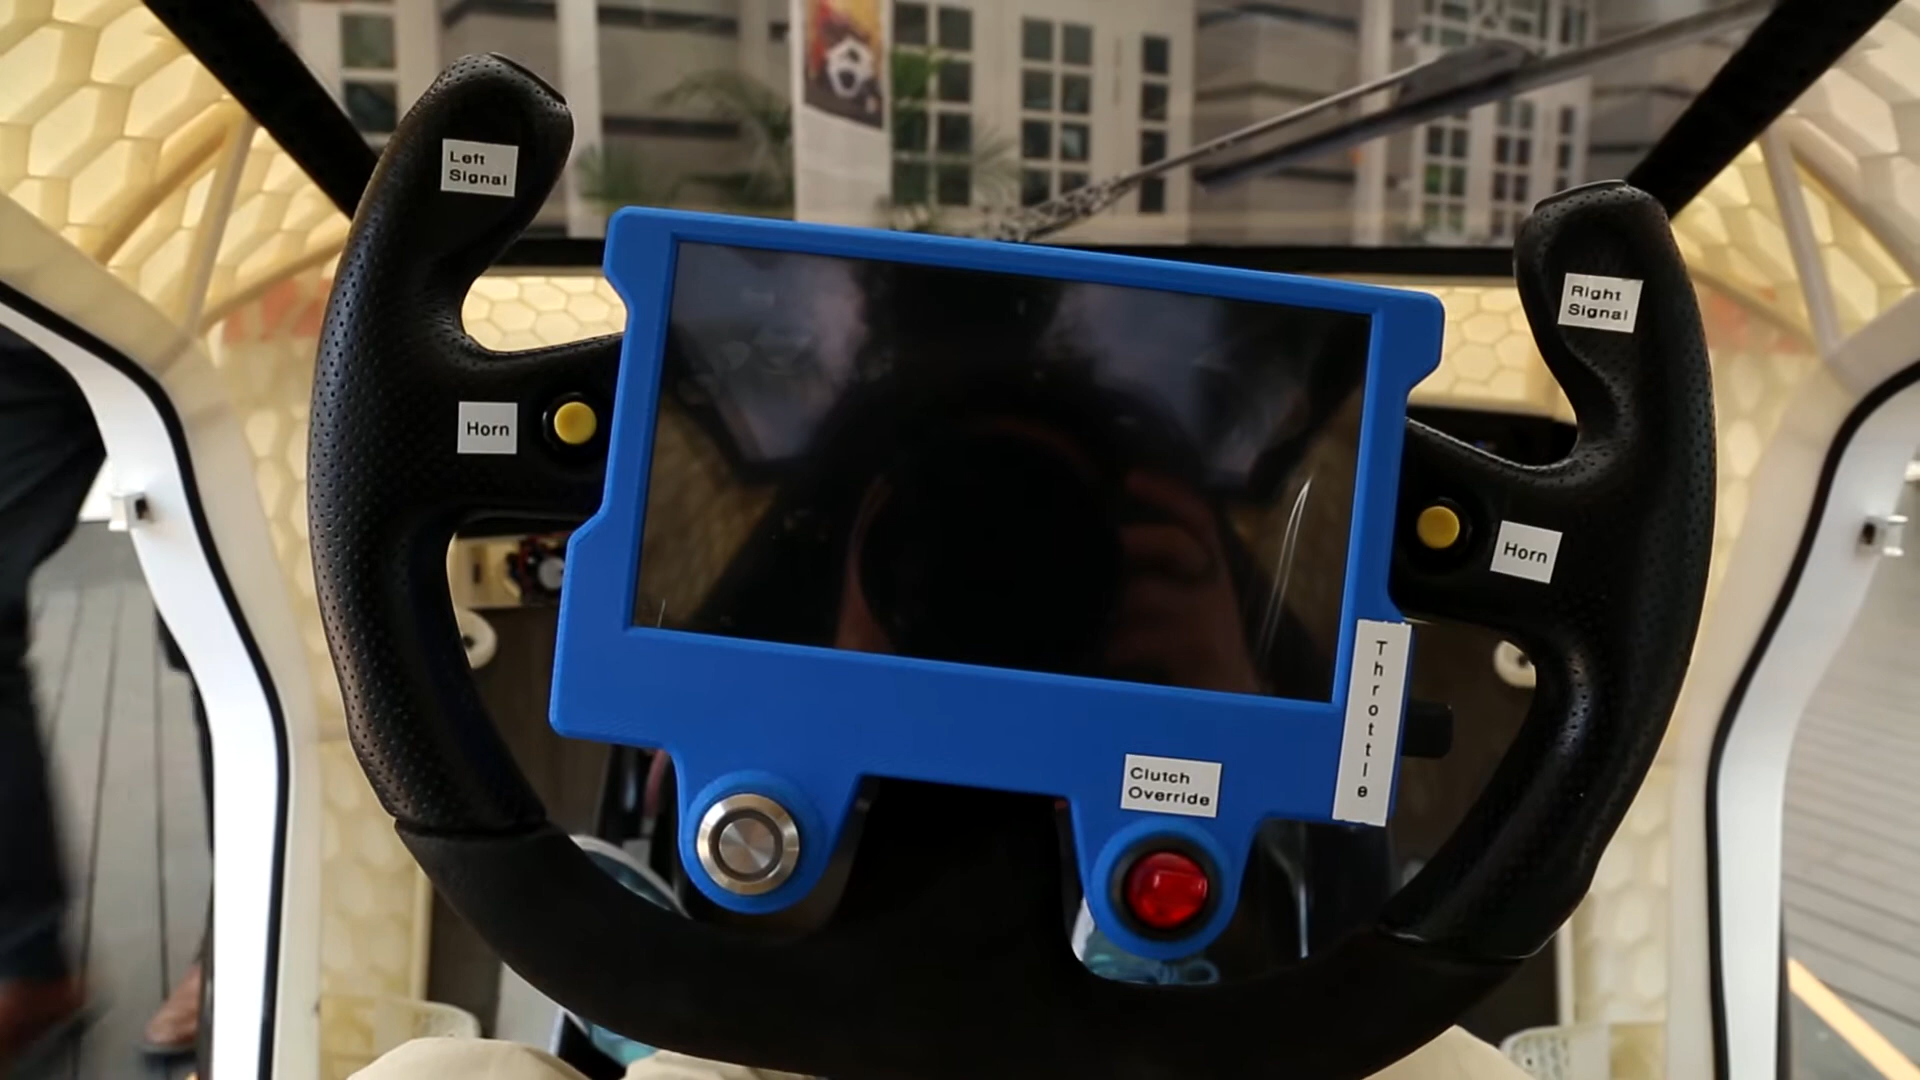 Left
Signal
Right
Signal
Horn
Horn
Throttle
Clutch
Override